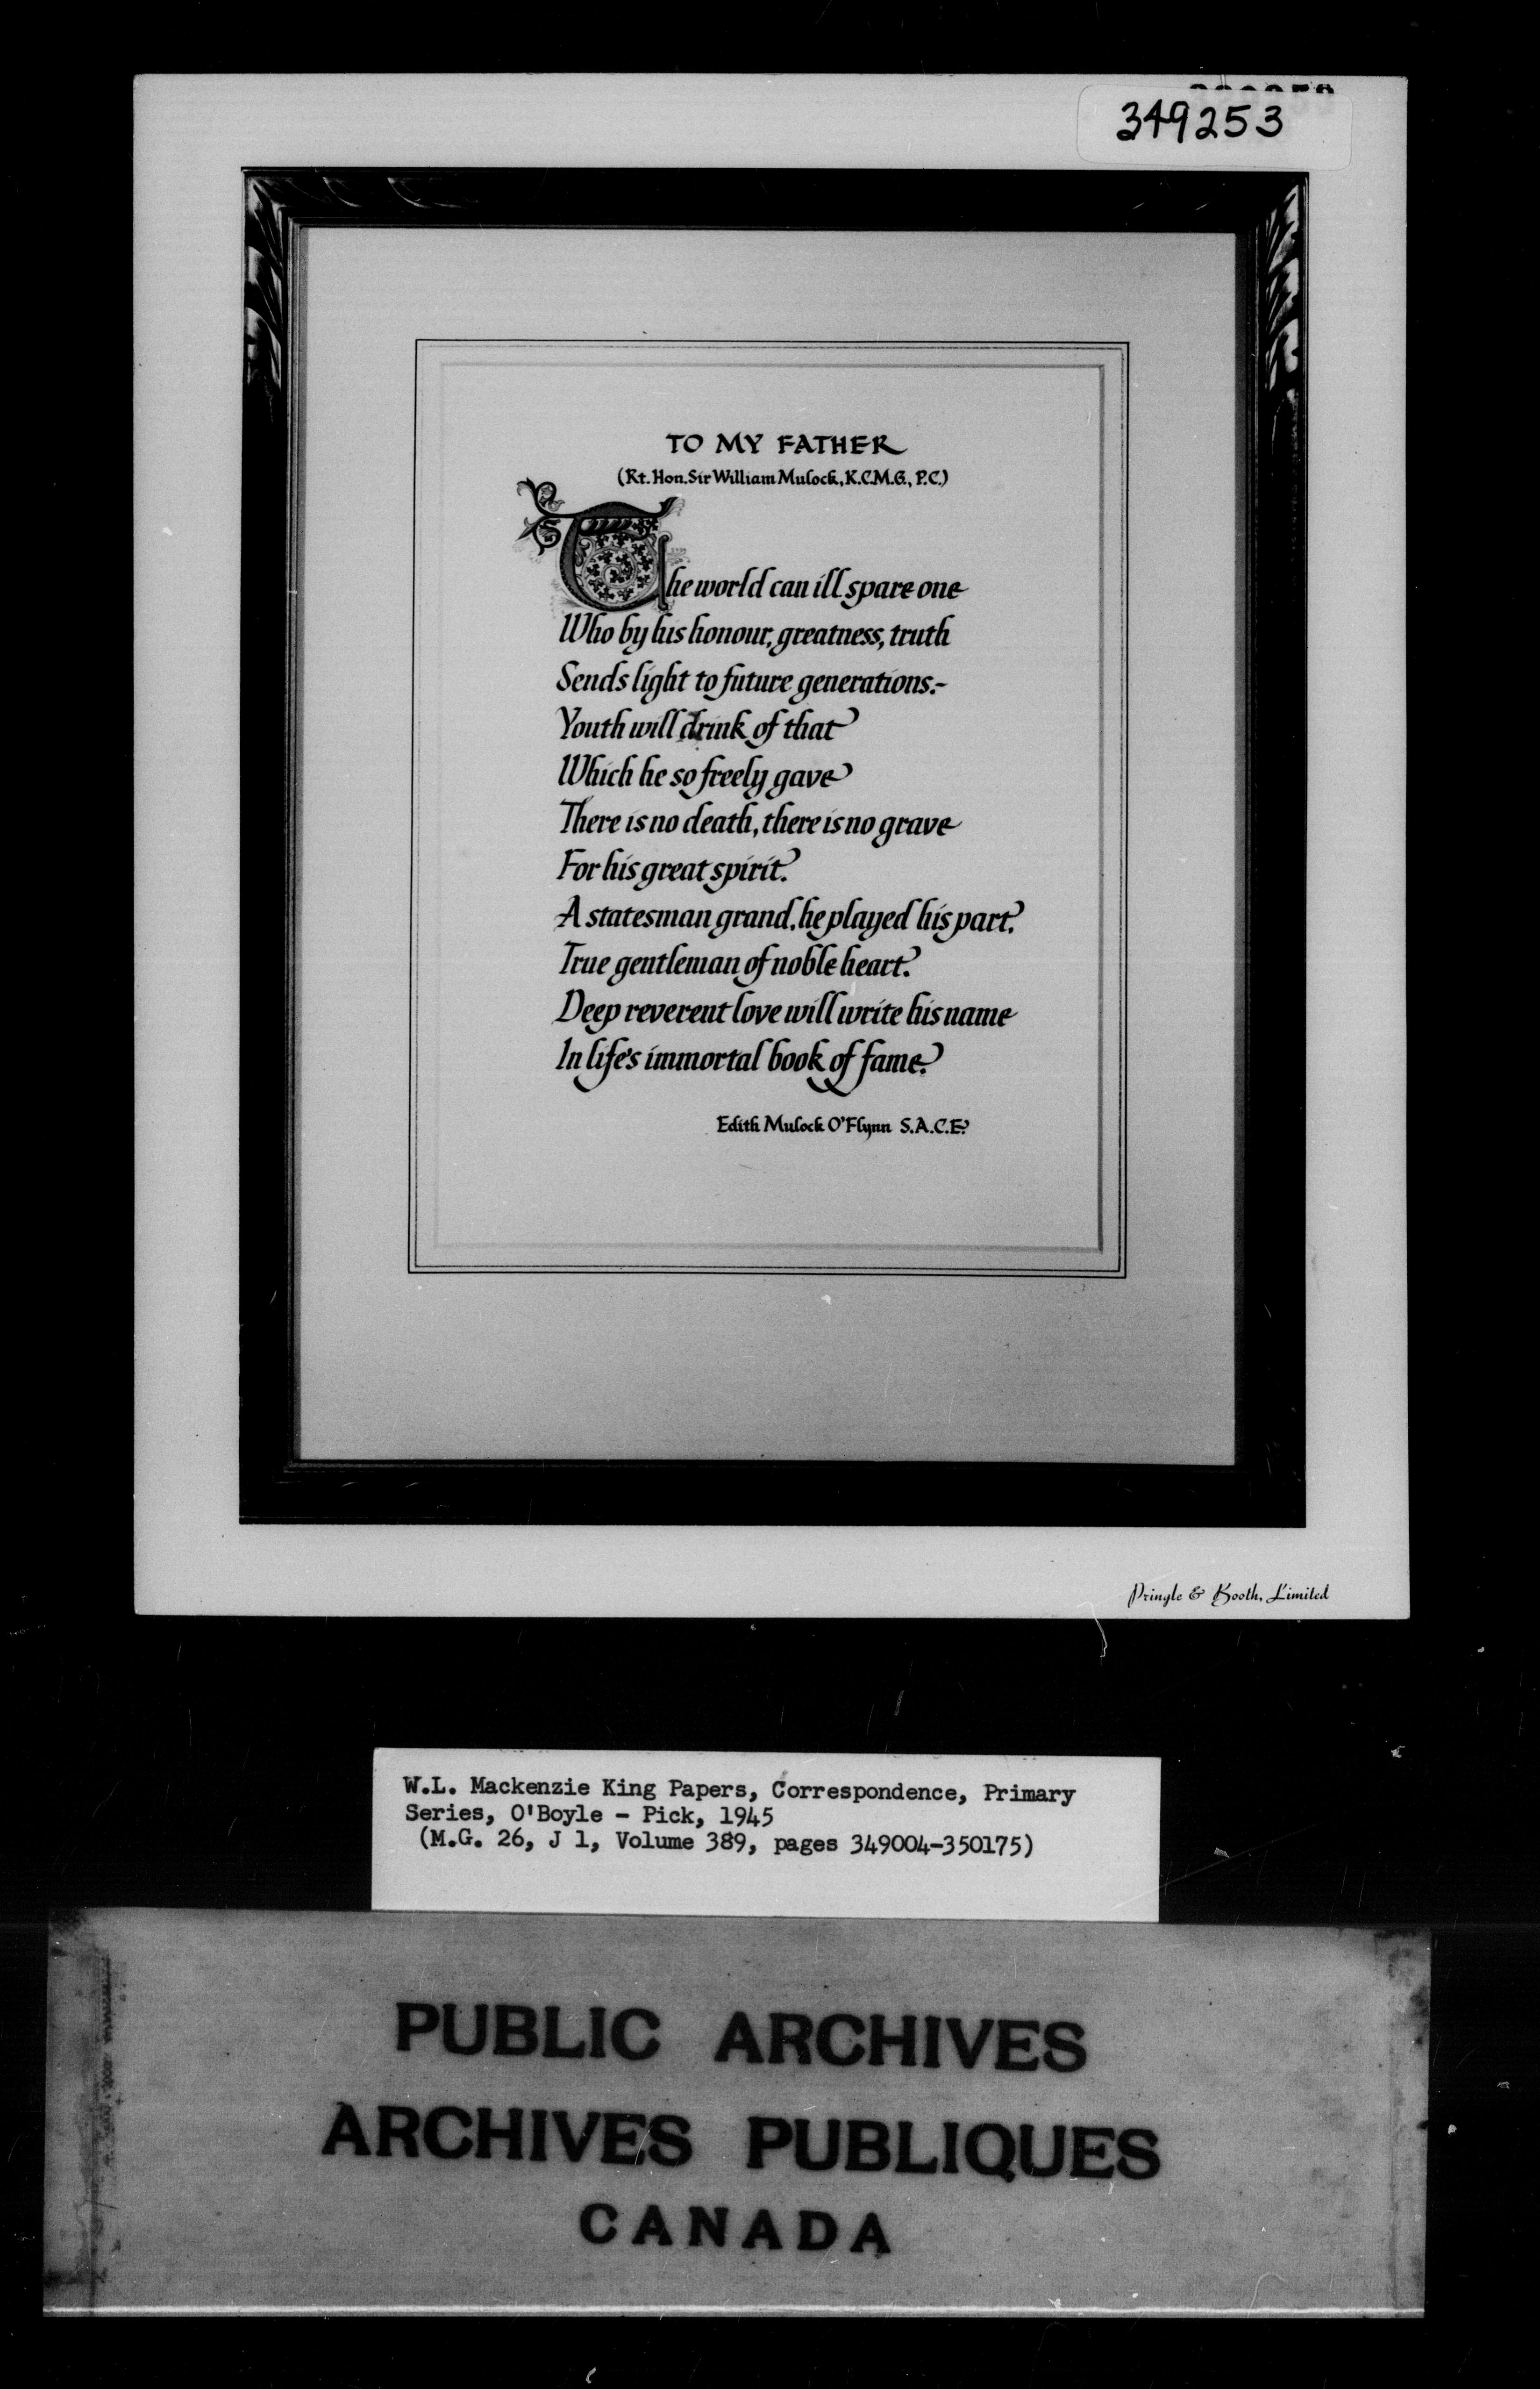 349253
TO MY FATHER
(Rt. Hon. Sir William Mulock, K.C.M.G., P.C.)
The world can ill spare one
Who by his honour, greatness, truth
Sends light to future generations:-
Youth will drink of that
Which he so freely gave
There is no death, there is no grave
For his great spirit.
A statesman grand, he played his part.
True gentleman of noble heart.
Deep reverent love will write his name
In life's immortal book of fame.
Edith Mulock O'Flynn S.A.C.E.
Pringle & Booth, Limited
W.L. Mackenzie King Papers, Correspondence, Primary
Series, O'Boyle - Pick, 1945
(M.G. 26, J 1, Volume 389, pages 349004-350175)
PUBLIC ARCHIVES
ARCHIVES PUBLIQUES
CANADA